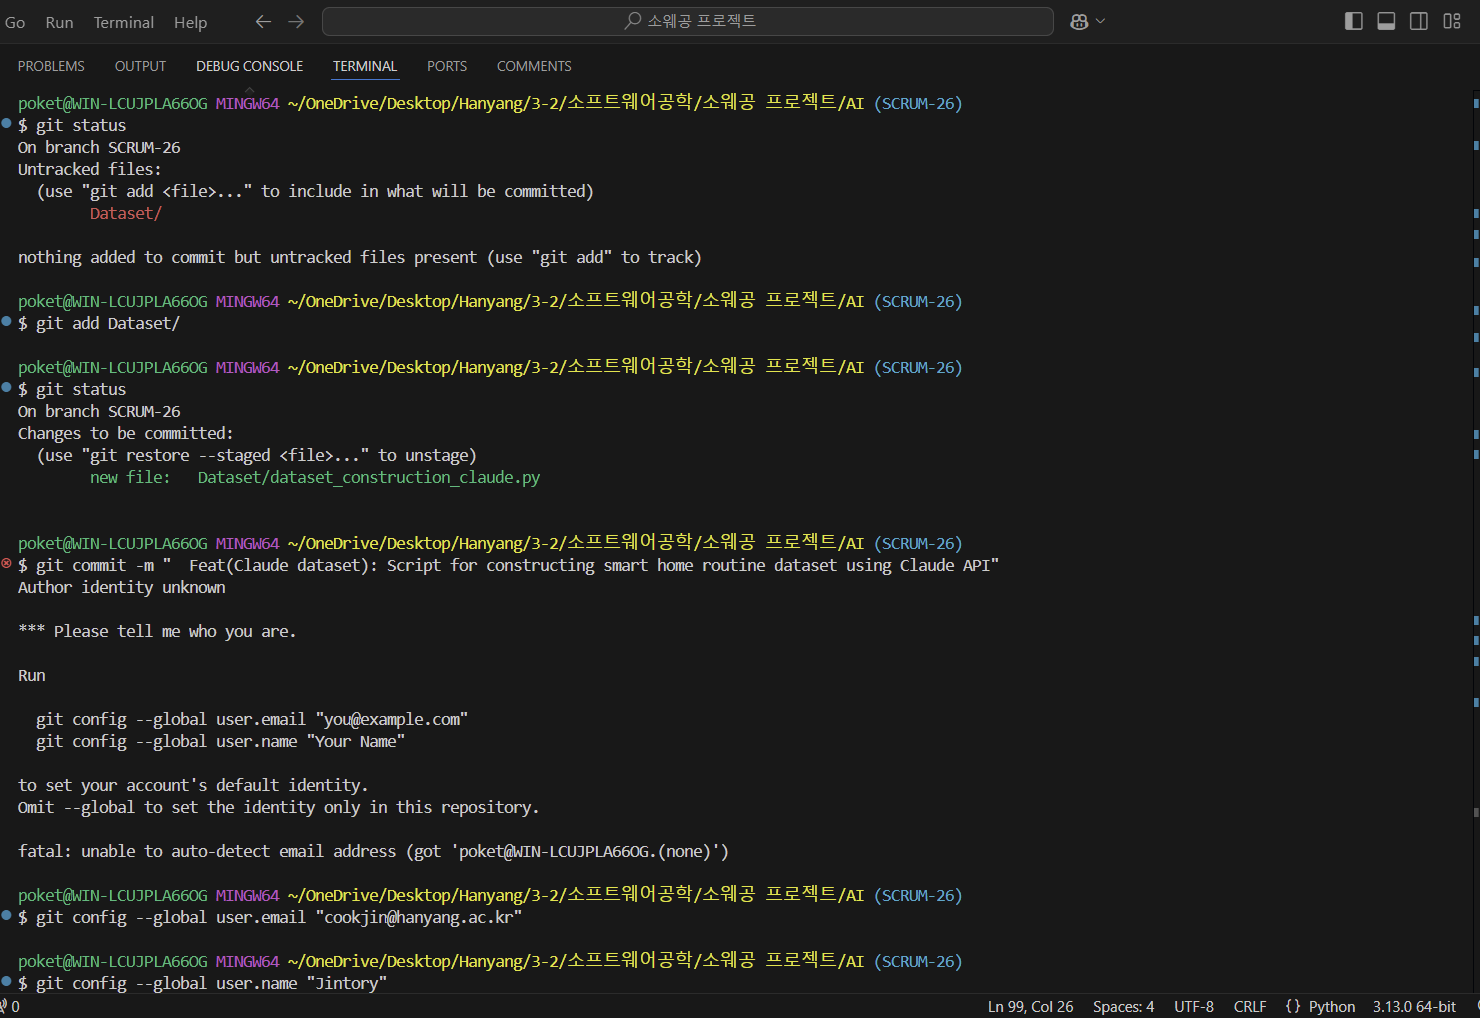 Go Run Terminal Help ← → 소웨공 프로젝트
PROBLEMS OUTPUT DEBUG CONSOLE TERMINAL PORTS COMMENTS
poket@WIN-LCUJPLA66OG MINGW64 ~/OneDrive/Desktop/Hanyang/3-2/소프트웨어공학/소웨공 프로젝트/AI (SCRUM-26)
$ git status
On branch SCRUM-26
Untracked files:
  (use "git add <file>..." to include in what will be committed)
        Dataset/

nothing added to commit but untracked files present (use "git add" to track)

poket@WIN-LCUJPLA66OG MINGW64 ~/OneDrive/Desktop/Hanyang/3-2/소프트웨어공학/소웨공 프로젝트/AI (SCRUM-26)
$ git add Dataset/

poket@WIN-LCUJPLA66OG MINGW64 ~/OneDrive/Desktop/Hanyang/3-2/소프트웨어공학/소웨공 프로젝트/AI (SCRUM-26)
$ git status
On branch SCRUM-26
Changes to be committed:
  (use "git restore --staged <file>..." to unstage)
        new file:   Dataset/dataset_construction_claude.py

poket@WIN-LCUJPLA66OG MINGW64 ~/OneDrive/Desktop/Hanyang/3-2/소프트웨어공학/소웨공 프로젝트/AI (SCRUM-26)
$ git commit -m "  Feat(Claude dataset): Script for constructing smart home routine dataset using Claude API"
Author identity unknown

*** Please tell me who you are.

Run

  git config --global user.email "you@example.com"
  git config --global user.name "Your Name"

to set your account's default identity.
Omit --global to set the identity only in this repository.

fatal: unable to auto-detect email address (got 'poket@WIN-LCUJPLA66OG.(none)')

poket@WIN-LCUJPLA66OG MINGW64 ~/OneDrive/Desktop/Hanyang/3-2/소프트웨어공학/소웨공 프로젝트/AI (SCRUM-26)
$ git config --global user.email "cookjin@hanyang.ac.kr"

poket@WIN-LCUJPLA66OG MINGW64 ~/OneDrive/Desktop/Hanyang/3-2/소프트웨어공학/소웨공 프로젝트/AI (SCRUM-26)
$ git config --global user.name "Jintory"
0 Ln 99, Col 26 Spaces: 4 UTF-8 CRLF {} Python 3.13.0 64-bit